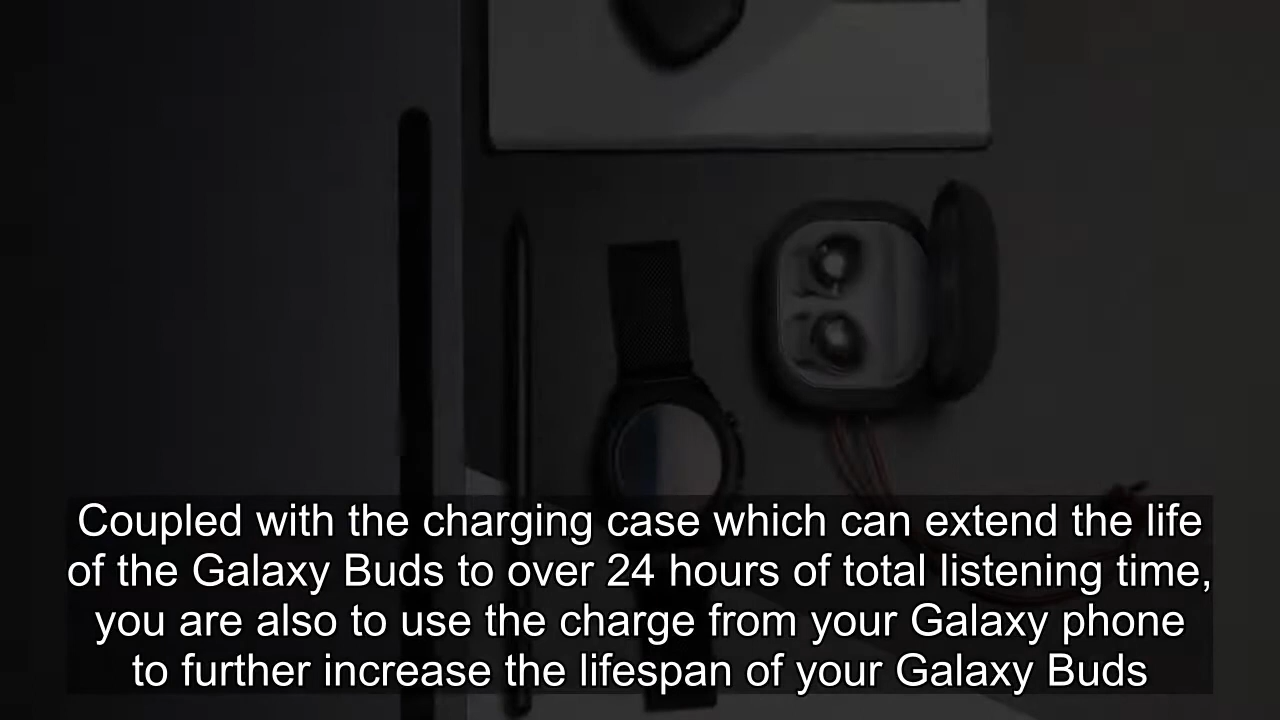 Coupled with the charging case which can extend the life
of the Galaxy Buds to over 24 hours of total listening time,
you are also to use the charge from your Galaxy phone
to further increase the lifespan of your Galaxy Buds